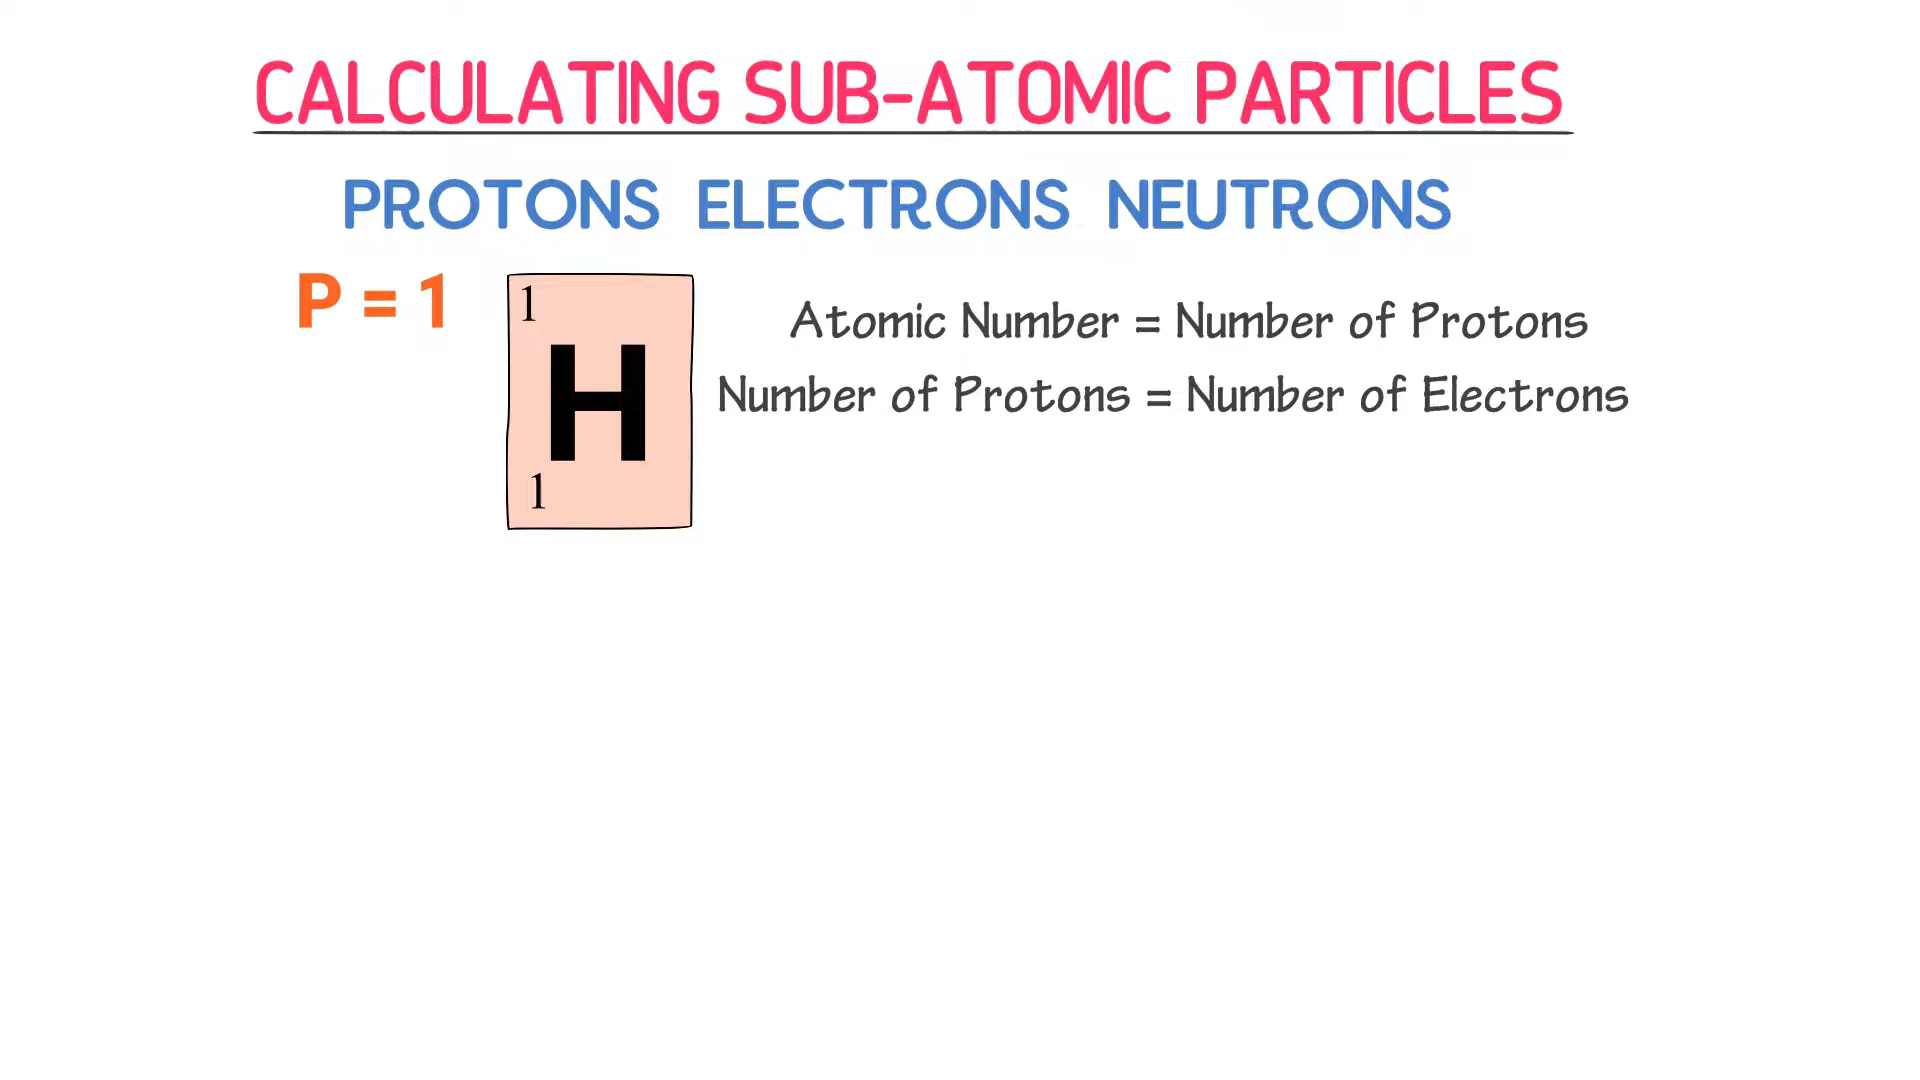 CALCULATING SUB-ATOMIC PARTICLES
PROTONS ELECTRONS NEUTRONS
P = 1
1
H
1
Atomic Number = Number of Protons
Number of Protons = Number of Electrons